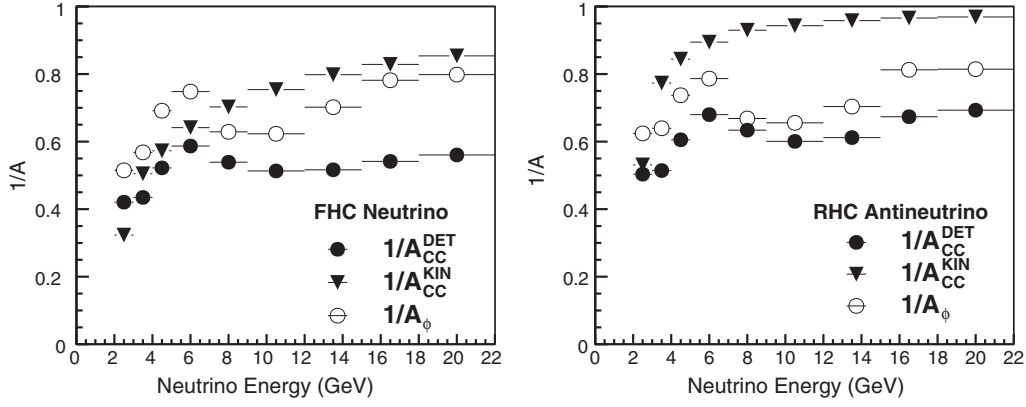 1
0.8
0.6
0.4
0.2
0
1/A
0 2 4 6 8 10 12 14 16 18 20 22
Neutrino Energy (GeV)
FHC Neutrino
1/A_CC^DET
1/A_CC^KIN
1/A_ϕ
1
0.8
0.6
0.4
0.2
0
1/A
0 2 4 6 8 10 12 14 16 18 20 22
Neutrino Energy (GeV)
RHC Antineutrino
1/A_CC^DET
1/A_CC^KIN
1/A_ϕ